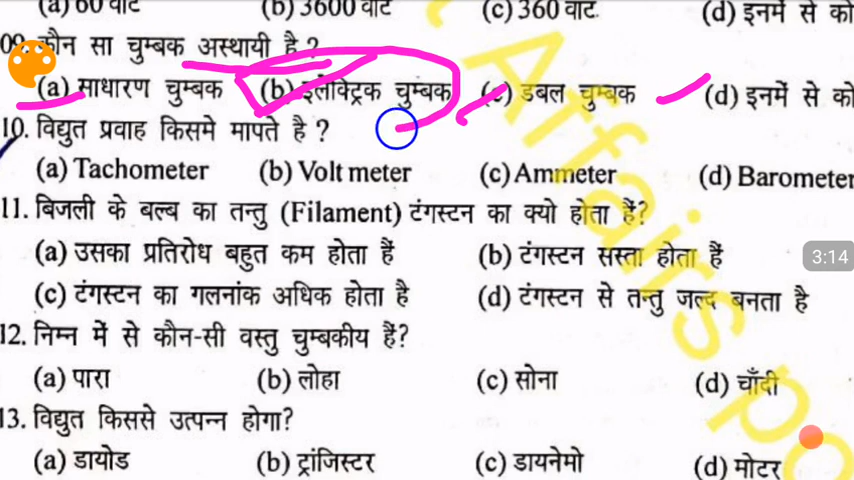 (a) 60 वाट (b) 3600 वाट (c) 360 वाट. (d) इनमें से को
09. कौन सा चुम्बक अस्थायी है ?
(a) साधारण चुम्बक (b) इलेक्ट्रिक चुम्बक (c) डबल चुम्बक (d) इनमें से को
10. विद्युत प्रवाह किसमे मापते है ?
(a) Tachometer (b) Volt meter (c) Ammeter (d) Barometer
11. बिजली के बल्ब का तन्तु (Filament) टंगस्टन का क्यो होता हैं?
(a) उसका प्रतिरोध बहुत कम होता हैं (b) टंगस्टन सस्ता होता हैं
3:14
(c) टंगस्टन का गलनांक अधिक होता है (d) टंगस्टन से तन्तु जल्द बनता है
12. निम्न में से कौन-सी वस्तु चुम्बकीय हैं?
(a) पारा (b) लोहा (c) सोना (d) चाँदी
13. विद्युत किससे उत्पन्न होगा?
(a) डायोड (b) ट्रांजिस्टर (c) डायनेमो (d) मोटर
Affairs po